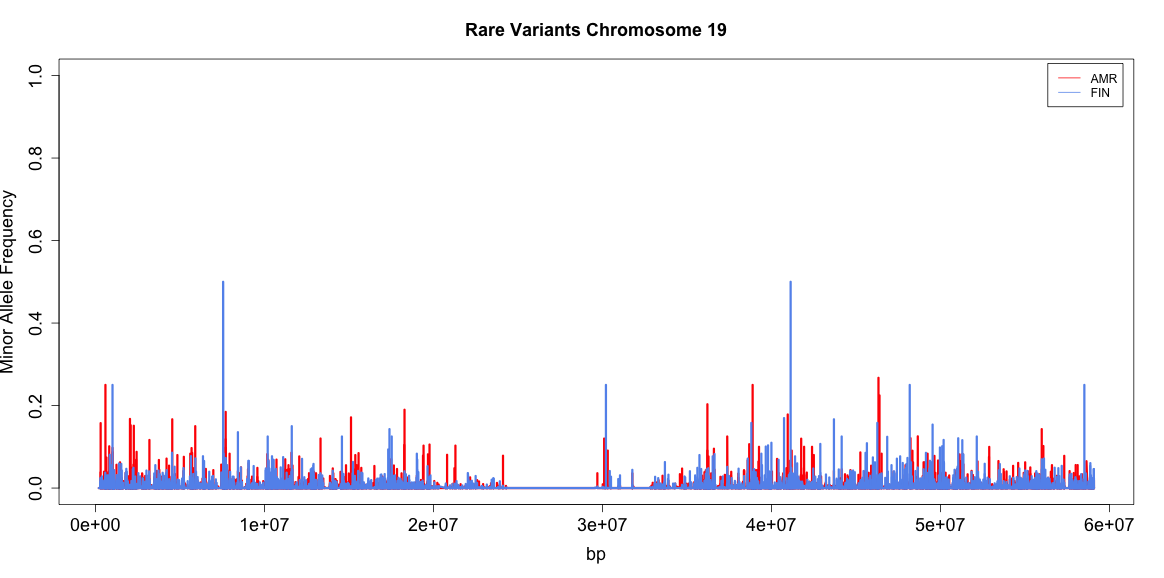 Rare Variants Chromosome 19
AMR
FIN
Minor Allele Frequency
1.0
0.8
0.6
0.4
0.2
0.0
0e+00 1e+07 2e+07 3e+07 4e+07 5e+07 6e+07
bp